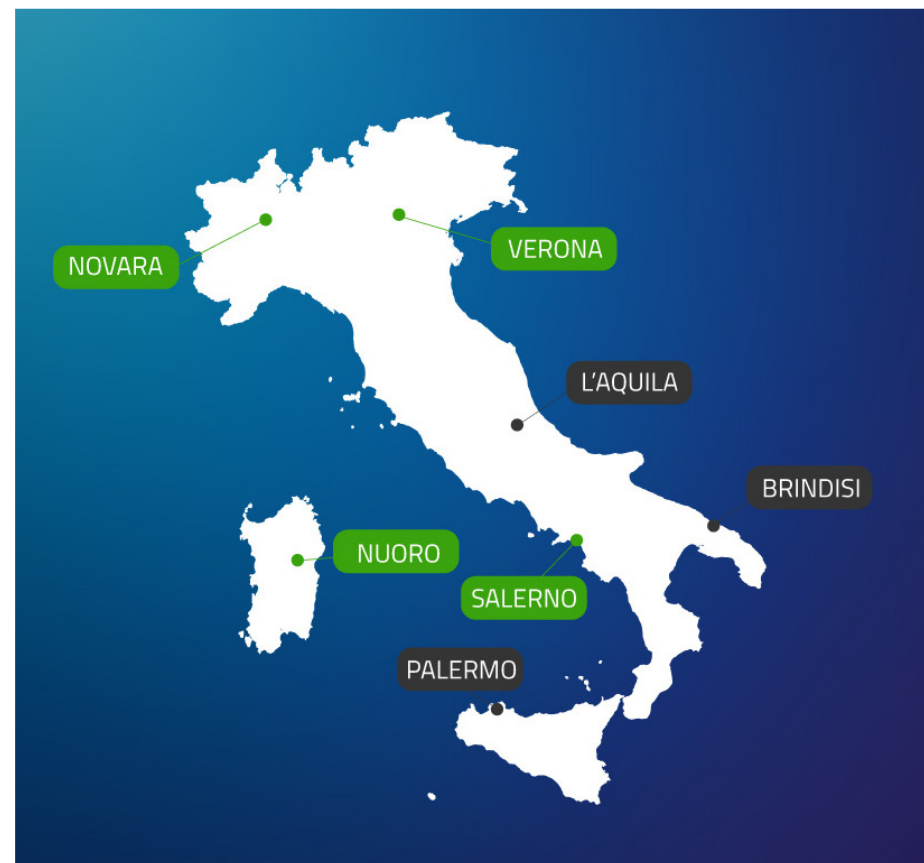 NOVARA
VERONA
L'AQUILA
BRINDISI
NUORO
SALERNO
PALERMO